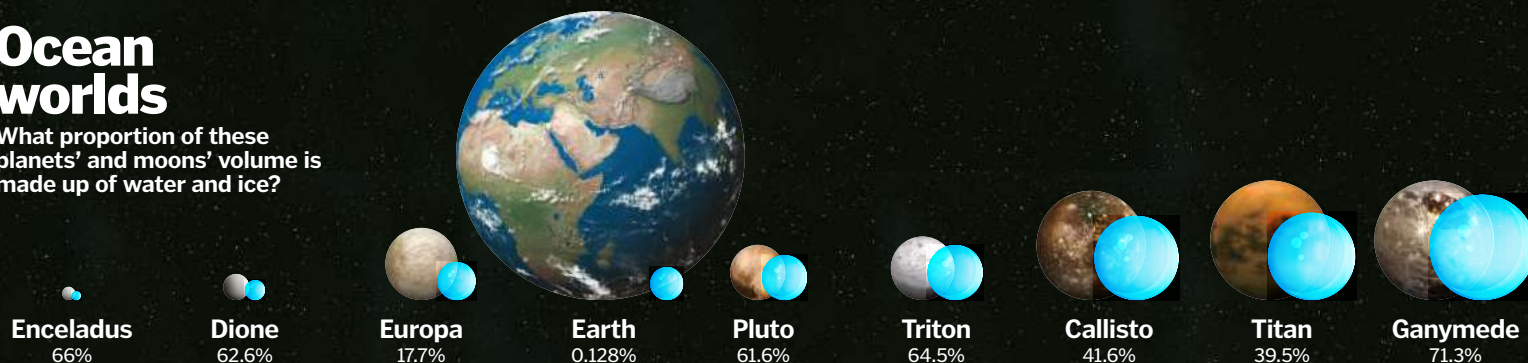 Ocean
worlds
What proportion of these
planets’ and moons’ volume is
made up of water and ice?
Enceladus
66%
Dione
62.6%
Europa
17.7%
Earth
0.128%
Pluto
61.6%
Triton
64.5%
Callisto
41.6%
Titan
39.5%
Ganymede
71.3%